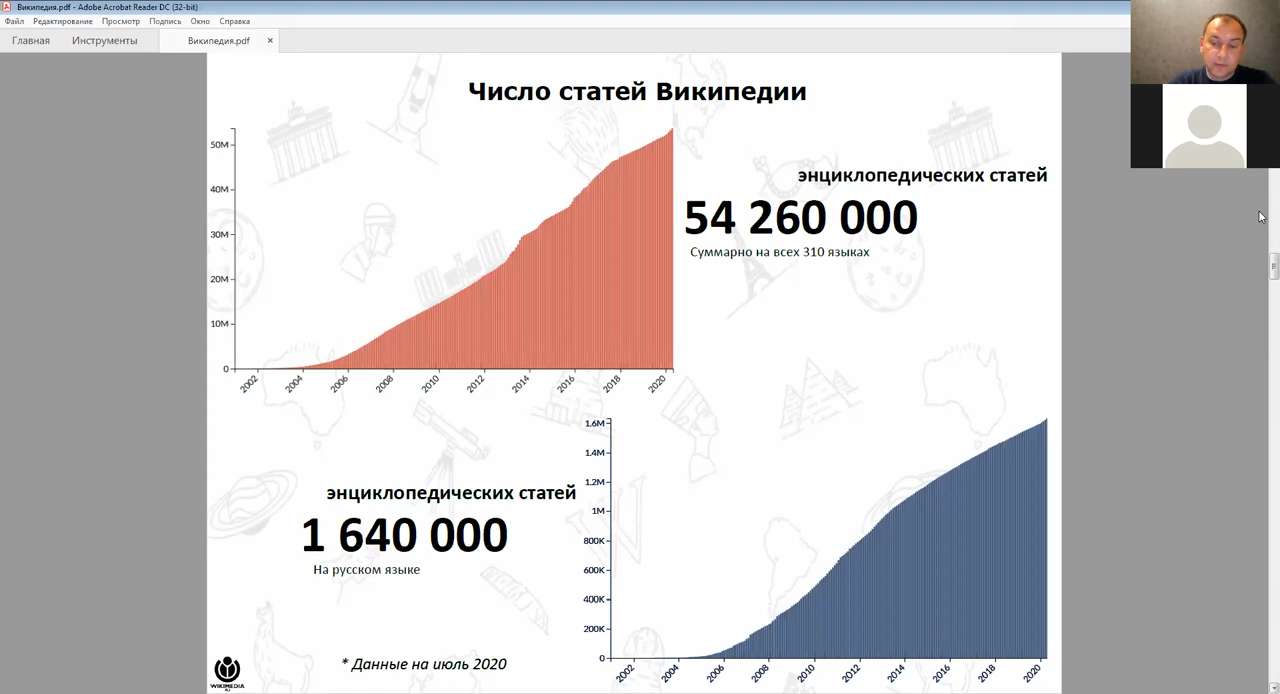 Википедия.pdf - Adobe Acrobat Reader DC (32-bit)
Файл Редактирование Просмотр Подпись Окно Справка
Главная Инструменты Википедия.pdf ×
Число статей Википедии
50M
40M
30M
20M
10M
0
2002 2004 2006 2008 2010 2012 2014 2016 2018 2020
энциклопедических статей
54 260 000
Суммарно на всех 310 языках
1.6M
1.4M
1.2M
1M
800K
600K
400K
200K
0
2002 2004 2006 2008 2010 2012 2014 2016 2018 2020
энциклопедических статей
1 640 000
На русском языке
* Данные на июль 2020
WIKIMEDIA
RU